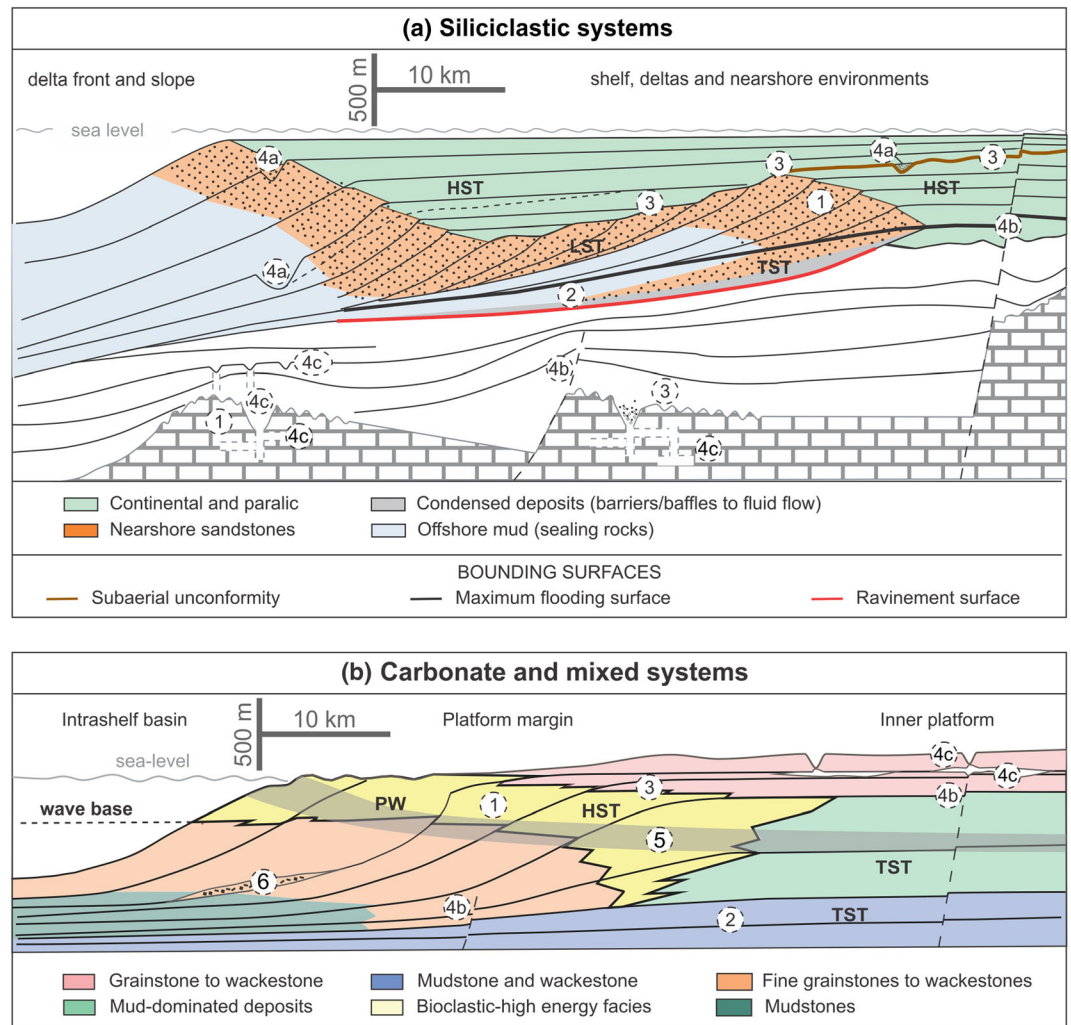 (a) Siliciclastic systems
delta front and slope
500 m
10 km
shelf, deltas and nearshore environments
sea level
4a
4a
3
3
HST
3
HST
1
4b
LST
TST
4a
2
4c
4b
3
4c
1
4c
4c
Continental and paralic
Condensed deposits (barriers/baffles to fluid flow)
Nearshore sandstones
Offshore mud (sealing rocks)
BOUNDING SURFACES
Subaerial unconformity
Maximum flooding surface
Ravinement surface
(b) Carbonate and mixed systems
Intrashelf basin
500 m
10 km
Platform margin
Inner platform
sea-level
4c
4c
3
4b
wave base
PW
1
HST
5
TST
6
4b
2
TST
Grainstone to wackestone
Mudstone and wackestone
Fine grainstones to wackestones
Mud-dominated deposits
Bioclastic-high energy facies
Mudstones